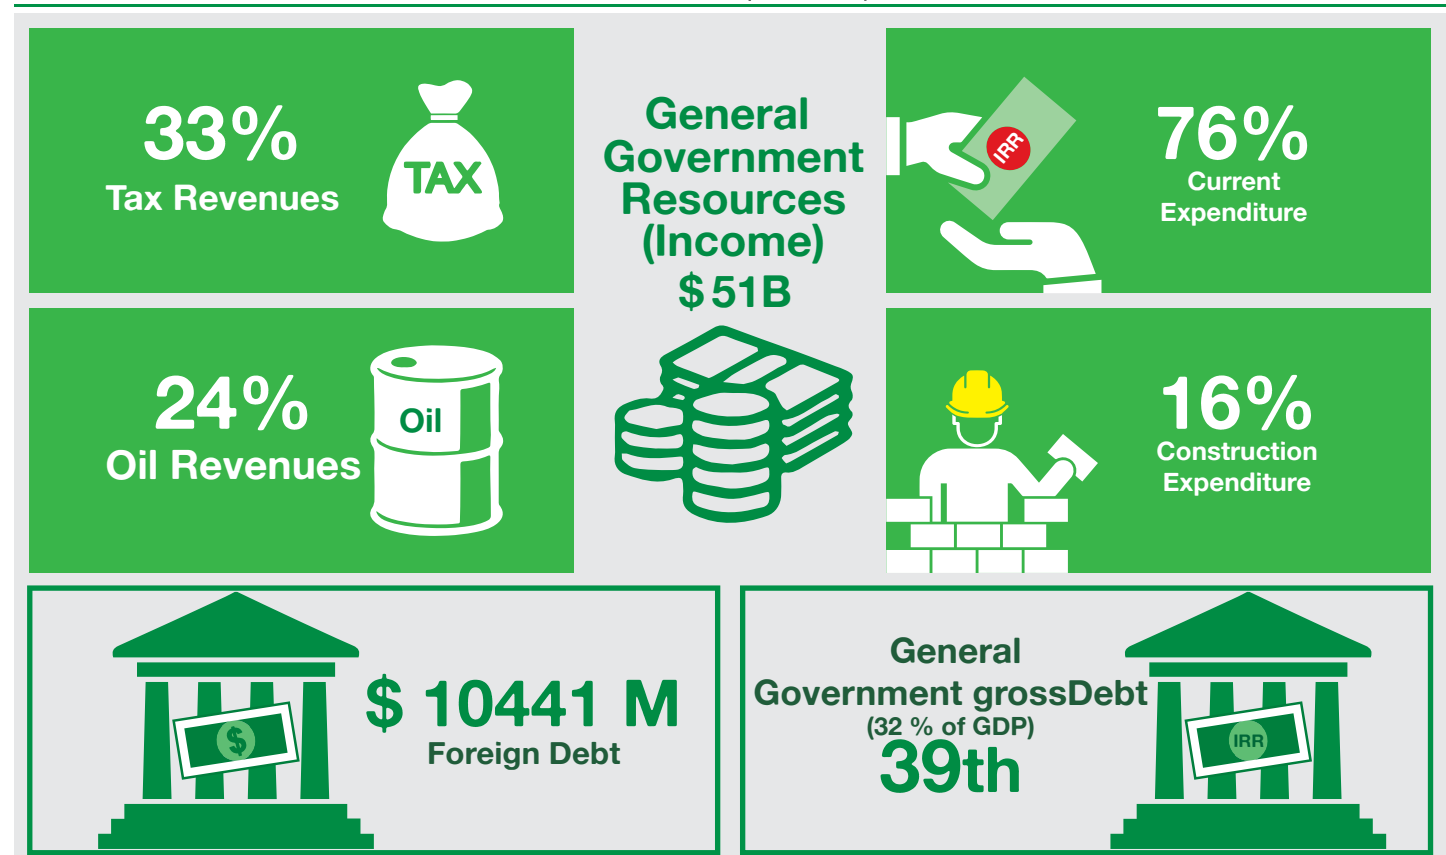 33%
Tax Revenues
TAX
General
Government
Resources
(Income)
$ 51B
IRR
76%
Current
Expenditure
24%
Oil Revenues
Oil
16%
Construction
Expenditure
$
$ 10441 M
Foreign Debt
General
Government grossDebt
(32 % of GDP)
39th
IRR